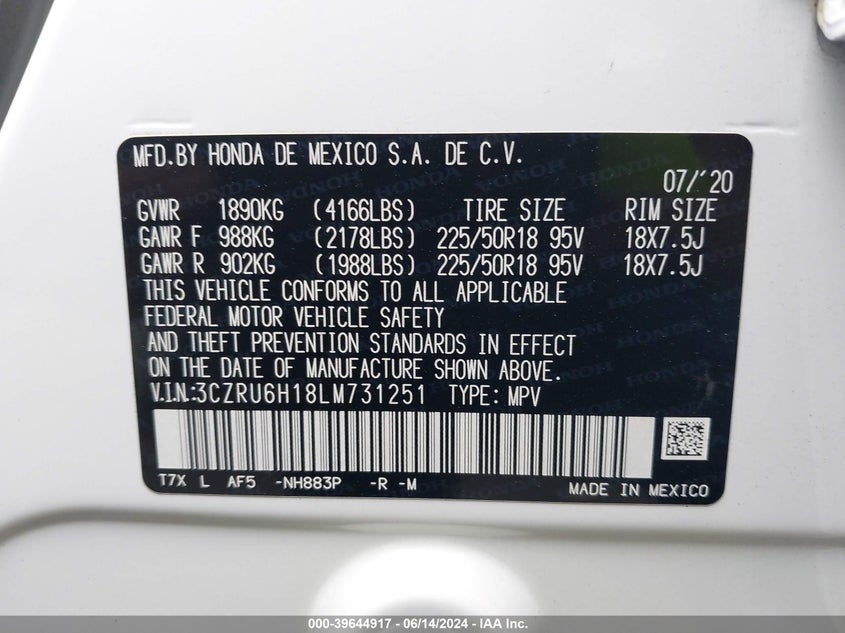 MFD.BY HONDA DE MEXICO S.A. DE C.V.
07/'20
GVWR 1890KG (4166LBS) TIRE SIZE RIM SIZE
GAWR F 988KG (2178LBS) 225/50R18 95V 18X7.5J
GAWR R 902KG (1988LBS) 225/50R18 95V 18X7.5J
THIS VEHICLE CONFORMS TO ALL APPLICABLE
FEDERAL MOTOR VEHICLE SAFETY
AND THEFT PREVENTION STANDARDS IN EFFECT
ON THE DATE OF MANUFACTURE SHOWN ABOVE.
V.I.N.:3CZRU6H18LM731251 TYPE: MPV
T7X L AF5 -NH883P -R -M
MADE IN MEXICO
000-39644917 - 06/14/2024 - IAA Inc.